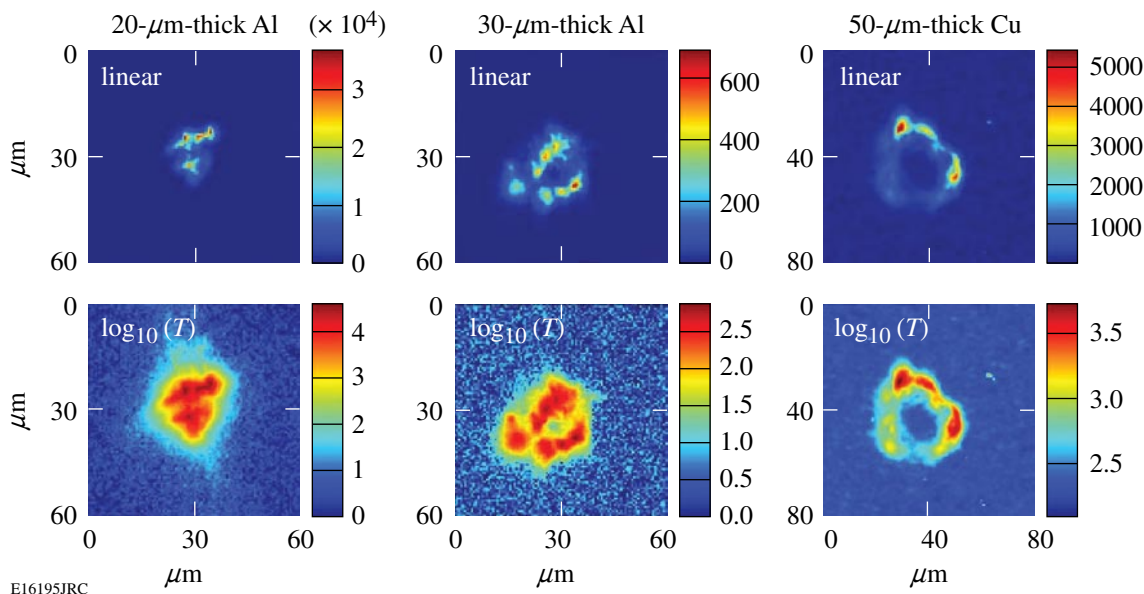 20-μm-thick Al (× 10⁴)
30-μm-thick Al
50-μm-thick Cu
0
30
60
μm
linear
3
2
1
0
linear
600
400
200
0
0
40
80
linear
5000
4000
3000
2000
1000
0
30
60
μm
log₁₀ (T)
4
3
2
1
0
0
30
60
log₁₀ (T)
2.5
2.0
1.5
1.0
0.5
0.0
0
40
80
log₁₀ (T)
3.5
3.0
2.5
0 30 60
0 30 60
0 40 80
μm
μm
μm
E16195JRC